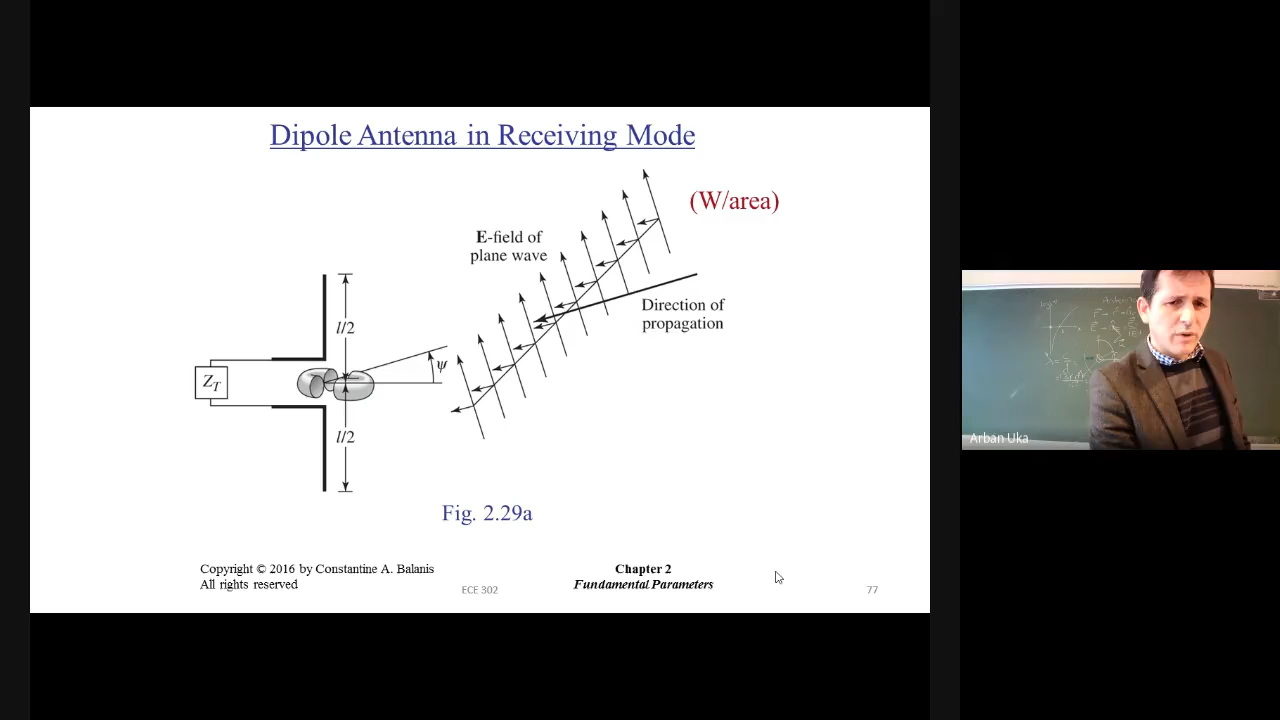 Dipole Antenna in Receiving Mode
(W/area)
E-field of
plane wave
Direction of
propagation
l/2
ψ
Z_T
l/2
Fig. 2.29a
Copyright © 2016 by Constantine A. Balanis
All rights reserved
ECE 302
Chapter 2
Fundamental Parameters
77
Arban Uka